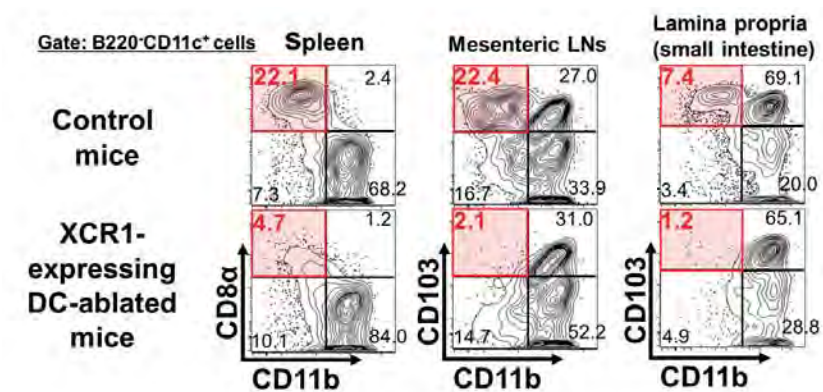 Gate: B220⁻CD11c⁺ cells
Spleen
Mesenteric LNs
Lamina propria
(small intestine)
Control
mice
22.1
2.4
7.3
68.2
22.4
27.0
16.7
33.9
7.4
69.1
3.4
20.0
XCR1-
expressing
DC-ablated
mice
4.7
1.2
10.1
84.0
2.1
31.0
14.7
52.2
1.2
65.1
4.9
28.8
CD8α
CD103
CD103
CD11b
CD11b
CD11b